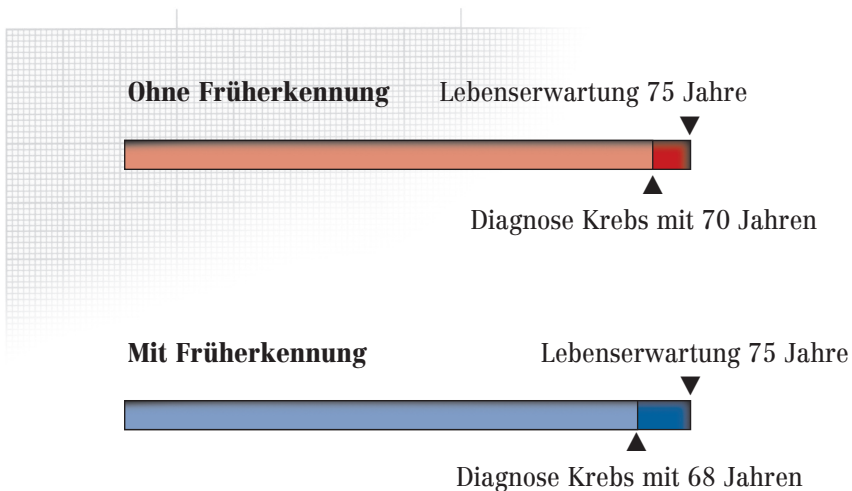 Ohne Früherkennung Lebenserwartung 75 Jahre
Diagnose Krebs mit 70 Jahren
Mit Früherkennung Lebenserwartung 75 Jahre
Diagnose Krebs mit 68 Jahren